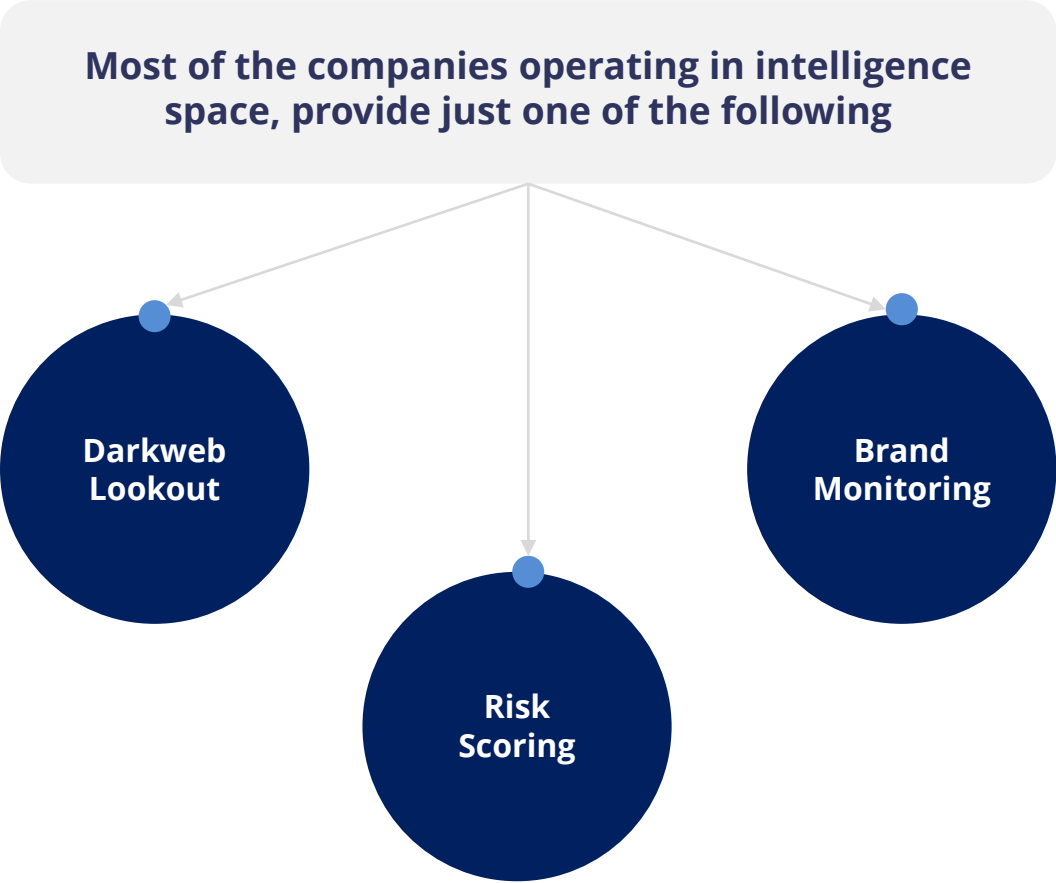 Most of the companies operating in intelligence
space, provide just one of the following
Darkweb
Lookout
Brand
Monitoring
Risk
Scoring